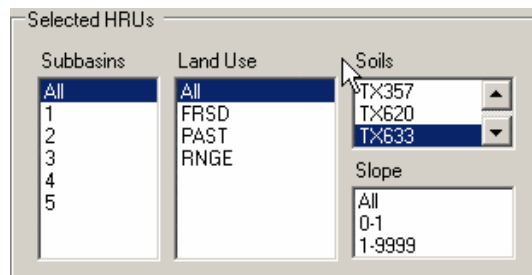 Selected HRUs
Subbasins
All
1
2
3
4
5
Land Use
All
FRSD
PAST
RNGE
Soils
TX357
TX620
TX633
Slope
All
0-1
1-9999